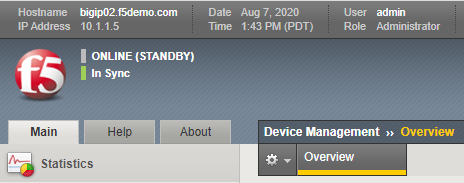 Hostname bigip02.f5demo.com Date Aug 7, 2020 User admin
IP Address 10.1.1.5 Time 1:43 PM (PDT) Role Administrator
f5
ONLINE (STANDBY)
In Sync
Main Help About
Device Management ›› Overview
Statistics
Overview